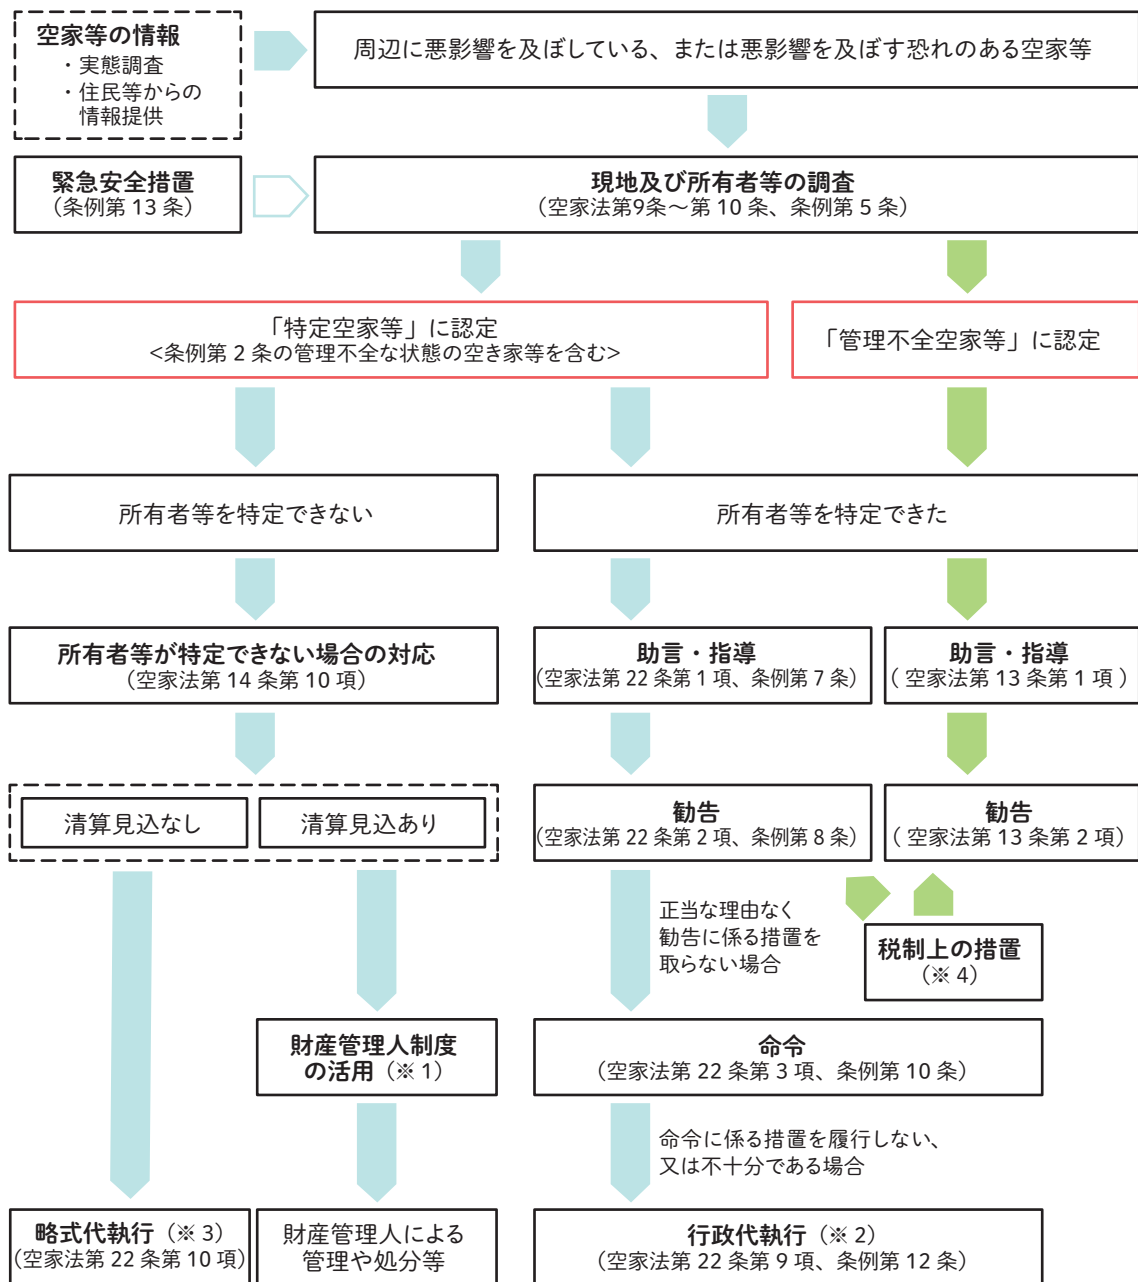 空家等の情報
・実態調査
・住民等からの
情報提供
周辺に悪影響を及ぼしている、または悪影響を及ぼす恐れのある空家等
緊急安全措置
（条例第 13 条）
現地及び所有者等の調査
（空家法第9条～第 10 条、条例第 5 条）
「特定空家等」に認定
<条例第 2 条の管理不全な状態の空き家等を含む>
「管理不全空家等」に認定
所有者等を特定できない
所有者等を特定できた
所有者等が特定できない場合の対応
（空家法第 14 条第 10 項）
助言・指導
（空家法第 22 条第 1 項、条例第 7 条）
助言・指導
（ 空家法第 13 条第 1 項 ）
清算見込なし
清算見込あり
勧告
（空家法第 22 条第 2 項、条例第 8 条）
勧告
（ 空家法第 13 条第 2 項）
正当な理由なく
勧告に係る措置を
取らない場合
税制上の措置
（※ 4）
財産管理人制度
の活用（※ 1）
命令
（空家法第 22 条第 3 項、条例第 10 条）
命令に係る措置を履行しない、
又は不十分である場合
略式代執行（※ 3）
（空家法第 22 条第 10 項）
財産管理人による
管理や処分等
行政代執行（※ 2）
（空家法第 22 条第 9 項、条例第 12 条）